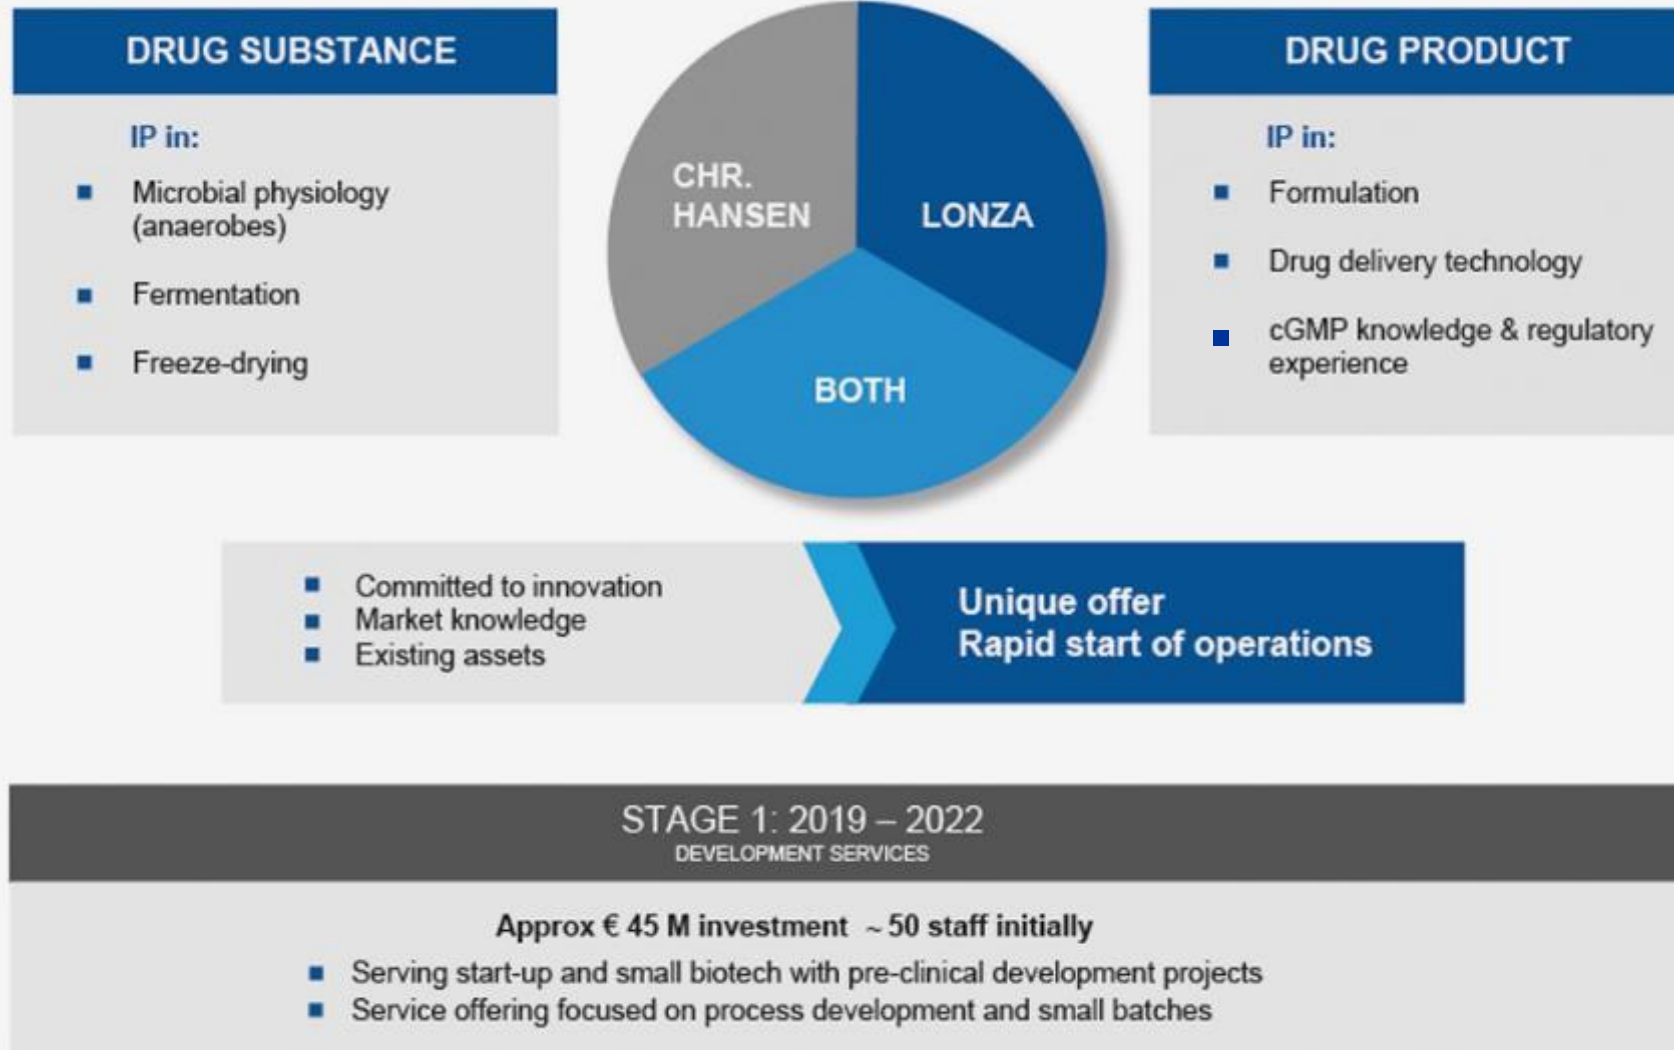 DRUG SUBSTANCE
IP in:
Microbial physiology
(anaerobes)
Fermentation
Freeze-drying
CHR.
HANSEN
LONZA
BOTH
DRUG PRODUCT
IP in:
Formulation
Drug delivery technology
cGMP knowledge & regulatory
experience
Committed to innovation
Market knowledge
Existing assets
Unique offer
Rapid start of operations
STAGE 1: 2019 – 2022
DEVELOPMENT SERVICES
Approx € 45 M investment ~ 50 staff initially
Serving start-up and small biotech with pre-clinical development projects
Service offering focused on process development and small batches